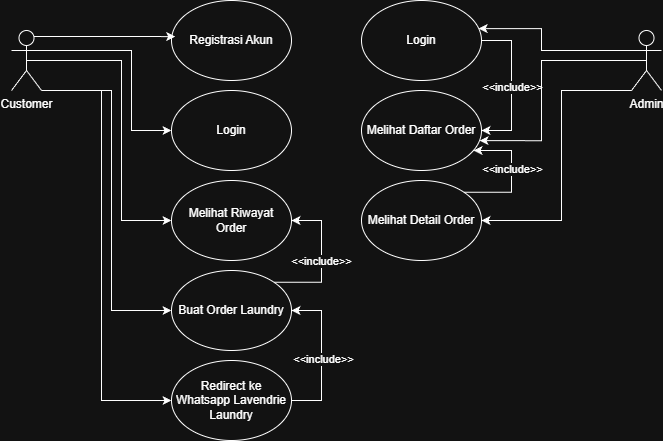 Registrasi Akun
Login
Customer
Admin
<<include>>
Login
Melihat Daftar Order
<<include>>
Melihat Riwayat
Order
Melihat Detail Order
<<include>>
Buat Order Laundry
<<include>>
Redirect ke
Whatsapp Lavendrie
Laundry